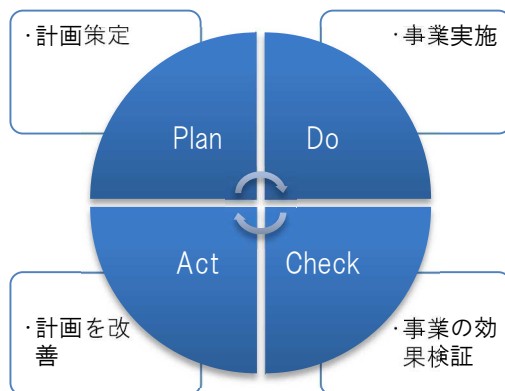 ・計画策定
・事業実施
Plan
Do
Act
Check
・計画を改
善
・事業の効
果検証